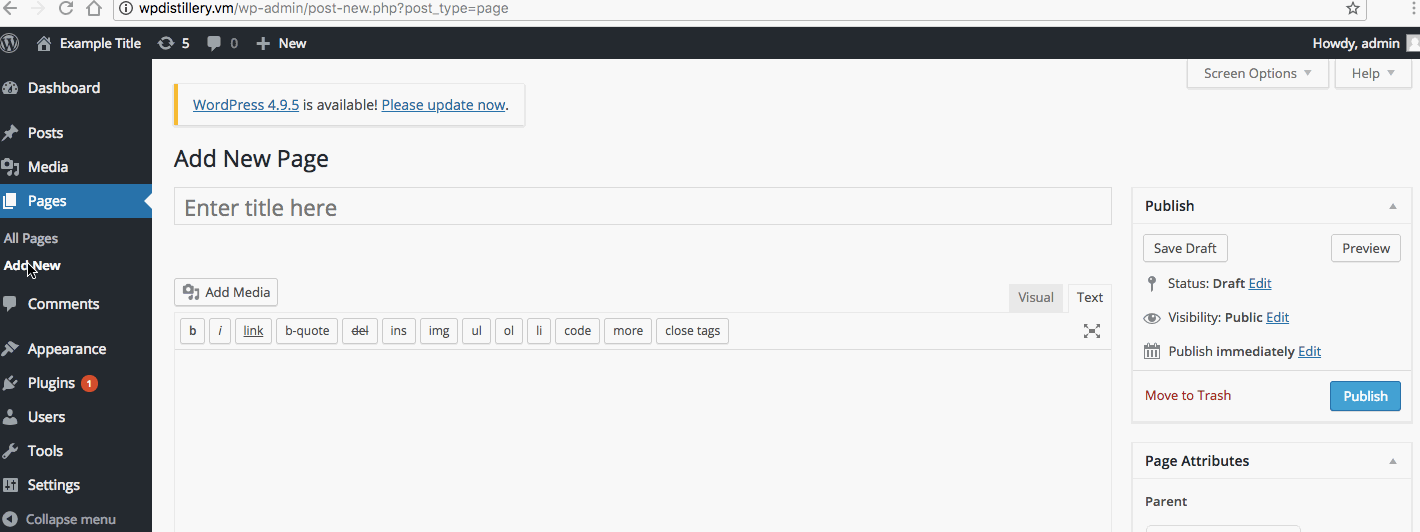 wpdistillery.vm/wp-admin/post-new.php?post_type=page
Example Title 5 0 New Howdy, admin
Screen Options Help
Dashboard
Posts
Media
Pages
All Pages
Add New
Comments
Appearance
Plugins 1
Users
Tools
Settings
Collapse menu
WordPress 4.9.5 is available! Please update now.
Add New Page
Enter title here
Add Media
Visual Text
b i link b-quote del ins img ul ol li code more close tags
Publish
Save Draft Preview
Status: Draft Edit
Visibility: Public Edit
Publish immediately Edit
Move to Trash Publish
Page Attributes
Parent